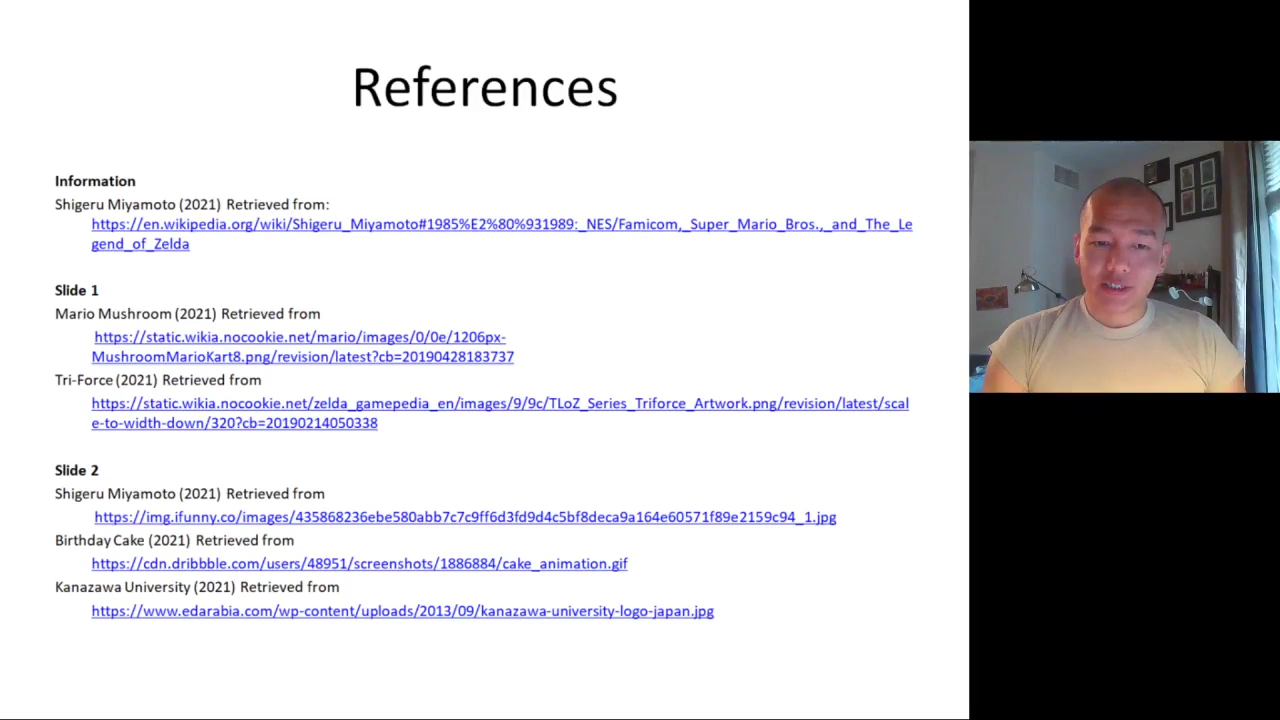 References
Information
Shigeru Miyamoto (2021) Retrieved from:
https://en.wikipedia.org/wiki/Shigeru_Miyamoto#1985%E2%80%931989:_NES/Famicom,_Super_Mario_Bros.,_and_The_Le
gend_of_Zelda
Slide 1
Mario Mushroom (2021) Retrieved from
https://static.wikia.nocookie.net/mario/images/0/0e/1206px-
MushroomMarioKart8.png/revision/latest?cb=20190428183737
Tri-Force (2021) Retrieved from
https://static.wikia.nocookie.net/zelda_gamepedia_en/images/9/9c/TLoZ_Series_Triforce_Artwork.png/revision/latest/scal
e-to-width-down/320?cb=20190214050338
Slide 2
Shigeru Miyamoto (2021) Retrieved from
https://img.ifunny.co/images/435868236ebe580abb7c7c9ff6d3fd9d4c5bf8deca9a164e60571f89e2159c94_1.jpg
Birthday Cake (2021) Retrieved from
https://cdn.dribbble.com/users/48951/screenshots/1886884/cake_animation.gif
Kanazawa University (2021) Retrieved from
https://www.edarabia.com/wp-content/uploads/2013/09/kanazawa-university-logo-japan.jpg